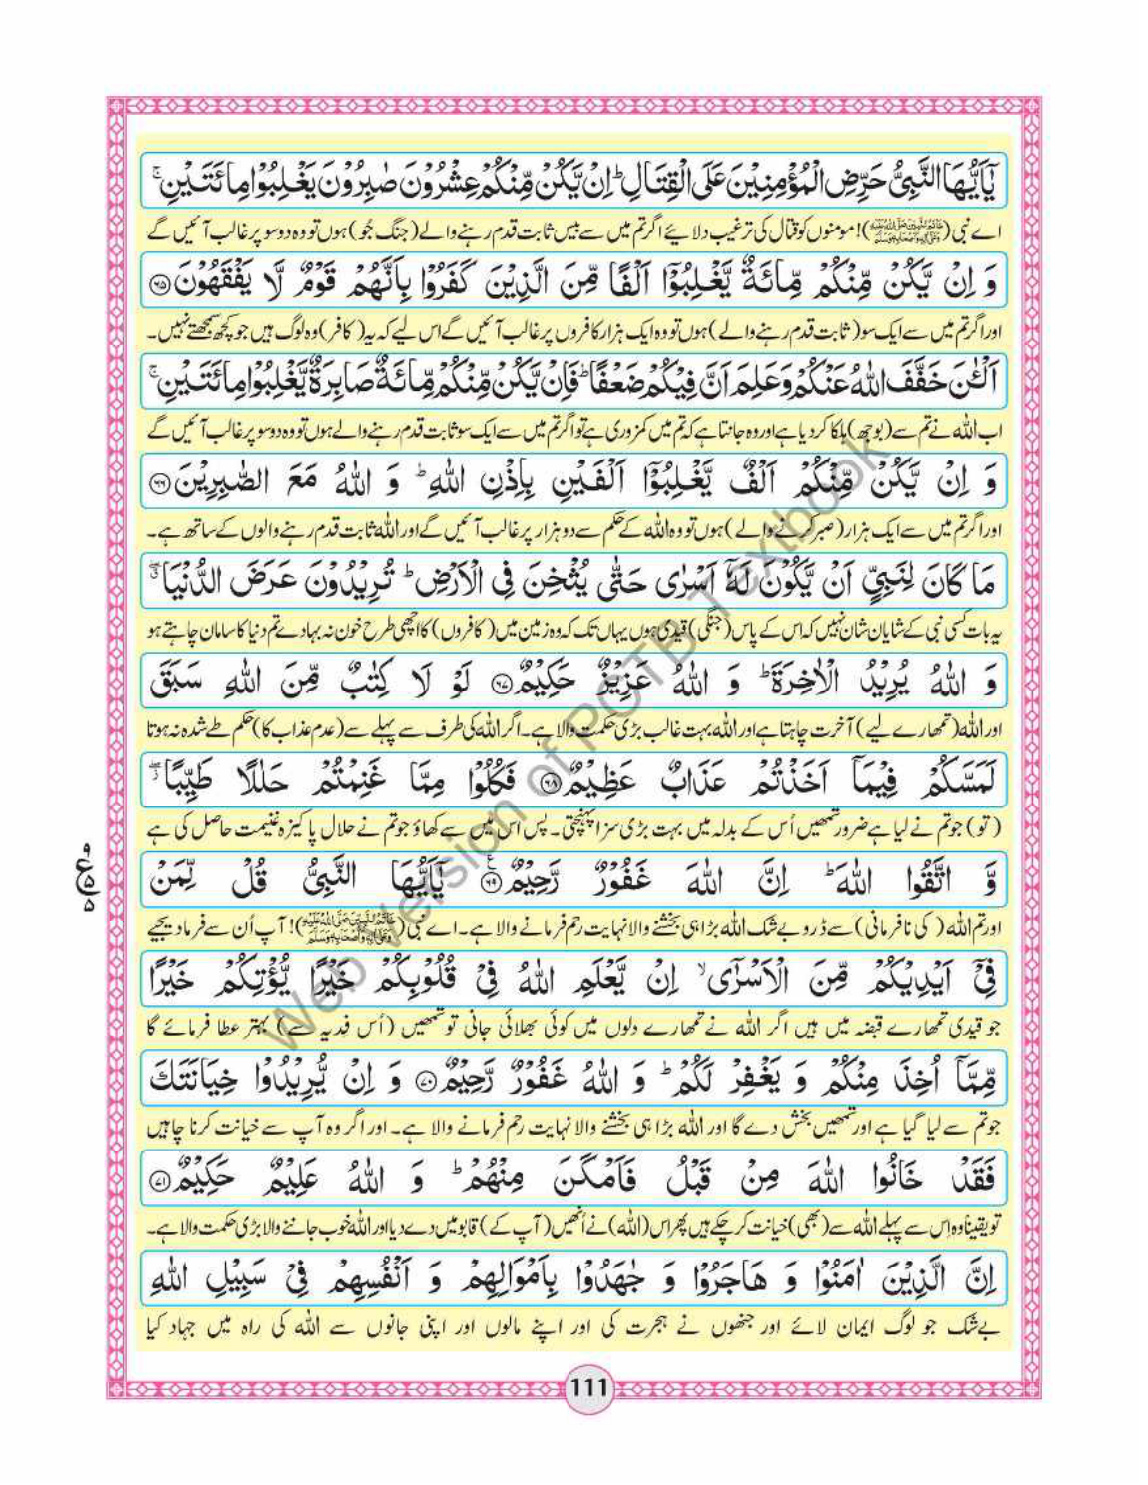 يٰۤاَيُّهَا النَّبِيُّ حَرِّضِ الْمُؤْمِنِيْنَ عَلَى الْقِتَالِ ؕ اِنْ يَّكُنْ مِّنْكُمْ عِشْرُوْنَ صٰبِرُوْنَ يَغْلِبُوْا مِائَتَيْنِ ۚ
اے نبی (خَاتَمُ النَّبِیّٖنَ صَلَّی اللّٰہُ عَلَیْہِ وَعَلٰٓی اٰلِہٖ وَاَصْحَابِہٖ وَسَلَّمَ)! مومنوں کو قتال کی ترغیب دلائیے اگر تم میں سے بیس ثابت قدم رہنے والے (جنگ جُو) ہوں تو وہ دو سو پر غالب آئیں گے
وَ اِنْ يَّكُنْ مِّنْكُمْ مِّائَةٌ يَّغْلِبُوْۤا اَلْفًا مِّنَ الَّذِيْنَ كَفَرُوْا بِاَنَّهُمْ قَوْمٌ لَّا يَفْقَهُوْنَ ﴿۶۵﴾
اور اگر تم میں سے ایک سو (ثابت قدم رہنے والے) ہوں تو وہ ایک ہزار کافروں پر غالب آئیں گے اس لیے کہ یہ (کافر) وہ لوگ ہیں جو کچھ سمجھتے نہیں۔
اَلْـٰٔنَ خَفَّفَ اللّٰهُ عَنْكُمْ وَ عَلِمَ اَنَّ فِيْكُمْ ضَعْفًا ؕ فَاِنْ يَّكُنْ مِّنْكُمْ مِّائَةٌ صَابِرَةٌ يَّغْلِبُوْا مِائَتَيْنِ ۚ
اب اللہ نے تم سے (بوجھ) ہلکا کر دیا ہے اور وہ جانتا ہے کہ تم میں کمزوری ہے تو اگر تم میں سے ایک سو ثابت قدم رہنے والے ہوں تو وہ دو سو پر غالب آئیں گے
وَ اِنْ يَّكُنْ مِّنْكُمْ اَلْفٌ يَّغْلِبُوْۤا اَلْفَيْنِ بِاِذْنِ اللّٰهِ ؕ وَ اللّٰهُ مَعَ الصّٰبِرِيْنَ ﴿۶۶﴾
اور اگر تم میں سے ایک ہزار (صبر کرنے والے) ہوں تو وہ اللہ کے حکم سے دو ہزار پر غالب آئیں گے اور اللہ ثابت قدم رہنے والوں کے ساتھ ہے۔
مَا كَانَ لِنَبِيٍّ اَنْ يَّكُوْنَ لَهٗۤ اَسْرٰى حَتّٰى يُثْخِنَ فِي الْاَرْضِ ؕ تُرِيْدُوْنَ عَرَضَ الدُّنْيَا ۖۗ
یہ بات کسی نبی کے شایانِ شان نہیں کہ اس کے پاس (جنگی) قیدی ہوں یہاں تک کہ وہ زمین میں (کافروں) کا اچھی طرح خون نہ بہا دے تم دنیا کا سامان چاہتے ہو
وَ اللّٰهُ يُرِيْدُ الْاٰخِرَةَ ؕ وَ اللّٰهُ عَزِيْزٌ حَكِيْمٌ ﴿۶۷﴾ لَوْ لَا كِتٰبٌ مِّنَ اللّٰهِ سَبَقَ
اور اللہ (تمھارے لیے) آخرت چاہتا ہے اور اللہ بہت غالب بڑی حکمت والا ہے۔ اگر اللہ کی طرف سے پہلے سے (عدم عذاب کا) حکم طے شدہ نہ ہوتا
لَمَسَّكُمْ فِيْمَاۤ اَخَذْتُمْ عَذَابٌ عَظِيْمٌ ﴿۶۸﴾ فَكُلُوْا مِمَّا غَنِمْتُمْ حَلٰلًا طَيِّبًا ۖ
(تو) جو تم نے لیا ہے ضرور تمھیں اُس کے بدلہ میں بہت بڑی سزا پہنچتی۔ پس اس میں سے کھاؤ جو تم نے حلال پاکیزہ غنیمت حاصل کی ہے
وَّ اتَّقُوا اللّٰهَ ؕ اِنَّ اللّٰهَ غَفُوْرٌ رَّحِيْمٌ ﴿۶۹﴾ يٰۤاَيُّهَا النَّبِيُّ قُلْ لِّمَنْ
اور تم اللہ (کی نافرمانی) سے ڈرو بے شک اللہ بڑا ہی بخشنے والا نہایت رحم فرمانے والا ہے۔ اے نبی (خَاتَمُ النَّبِیّٖنَ صَلَّی اللّٰہُ عَلَیْہِ وَعَلٰٓی اٰلِہٖ وَاَصْحَابِہٖ وَسَلَّمَ)! آپ اُن سے فرما دیجیے
فِيْۤ اَيْدِيْكُمْ مِّنَ الْاَسْرٰۤى ۙ اِنْ يَّعْلَمِ اللّٰهُ فِيْ قُلُوْبِكُمْ خَيْرًا يُّؤْتِكُمْ خَيْرًا
جو قیدی تمھارے قبضہ میں ہیں اگر اللہ نے تمھارے دلوں میں کوئی بھلائی جانی تو تمھیں (اُس فدیہ سے) بہتر عطا فرمائے گا
مِّمَّاۤ اُخِذَ مِنْكُمْ وَ يَغْفِرْ لَكُمْ ؕ وَ اللّٰهُ غَفُوْرٌ رَّحِيْمٌ ﴿۷۰﴾ وَ اِنْ يُّرِيْدُوْا خِيَانَتَكَ
جو تم سے لیا گیا ہے اور تمھیں بخش دے گا اور اللہ بڑا ہی بخشنے والا نہایت رحم فرمانے والا ہے۔ اور اگر وہ آپ سے خیانت کرنا چاہیں
فَقَدْ خَانُوا اللّٰهَ مِنْ قَبْلُ فَاَمْكَنَ مِنْهُمْ ؕ وَ اللّٰهُ عَلِيْمٌ حَكِيْمٌ ﴿۷۱﴾
تو یقیناً وہ اس سے پہلے اللہ سے (بھی) خیانت کر چکے ہیں پھر اس (اللہ) نے انھیں (آپ کے) قابو میں دے دیا اور اللہ خوب جاننے والا بڑی حکمت والا ہے۔
اِنَّ الَّذِيْنَ اٰمَنُوْا وَ هَاجَرُوْا وَ جٰهَدُوْا بِاَمْوَالِهِمْ وَ اَنْفُسِهِمْ فِيْ سَبِيْلِ اللّٰهِ
بے شک جو لوگ ایمان لائے اور جنھوں نے ہجرت کی اور اپنے مالوں اور اپنی جانوں سے اللہ کی راہ میں جہاد کیا
111
Web Version of PCTB Textbook